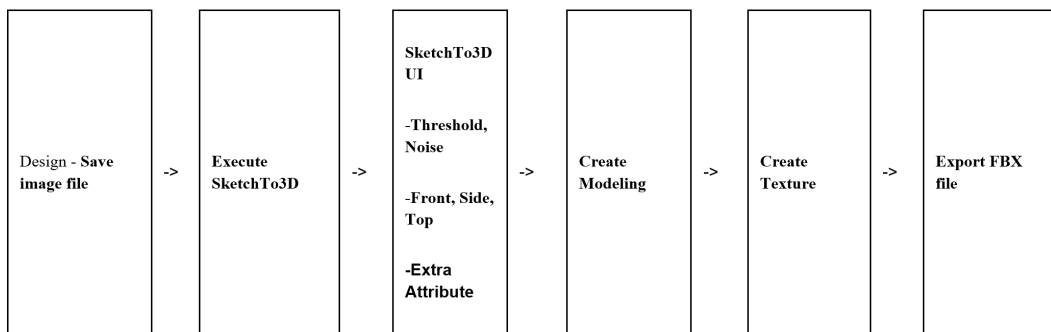 Design - Save
image file
->
Execute
SketchTo3D
->
SketchTo3D
UI
-Threshold,
Noise
-Front, Side,
Top
-Extra
Attribute
->
Create
Modeling
->
Create
Texture
->
Export FBX
file